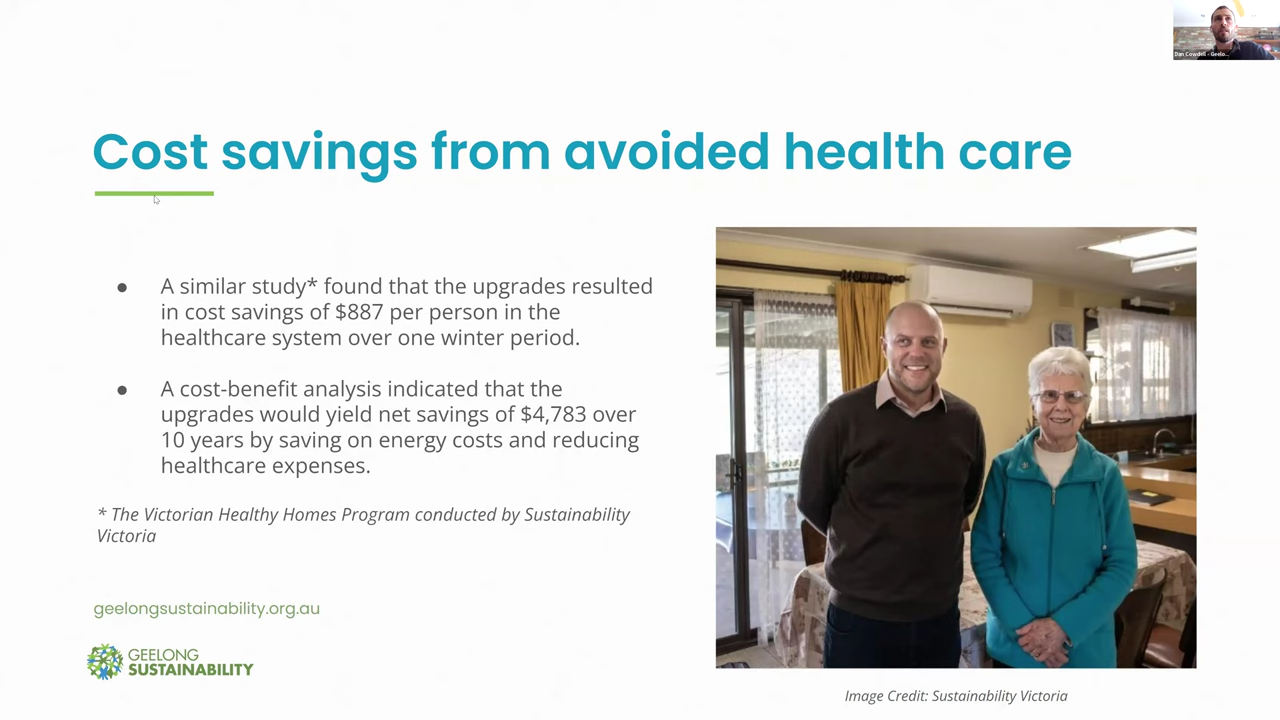 Dan Cowdell - Geelo...
Cost savings from avoided health care
● A similar study* found that the upgrades resulted
in cost savings of $887 per person in the
healthcare system over one winter period.
● A cost-benefit analysis indicated that the
upgrades would yield net savings of $4,783 over
10 years by saving on energy costs and reducing
healthcare expenses.
* The Victorian Healthy Homes Program conducted by Sustainability
Victoria
geelongsustainability.org.au
GEELONG
SUSTAINABILITY
Image Credit: Sustainability Victoria